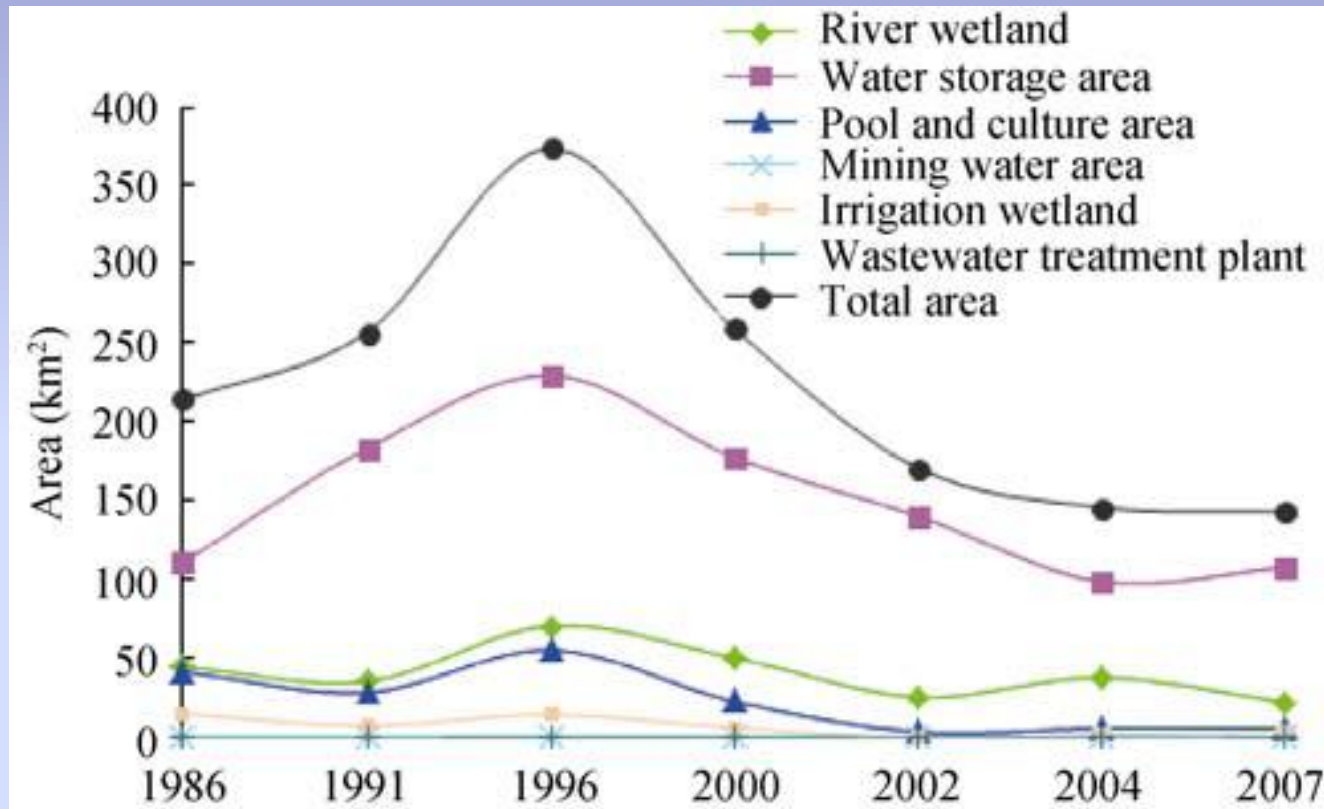 River wetland
Water storage area
Pool and culture area
Mining water area
Irrigation wetland
Wastewater treatment plant
Total area
Area (km²)
400
350
300
250
200
150
100
50
0
1986 1991 1996 2000 2002 2004 2007